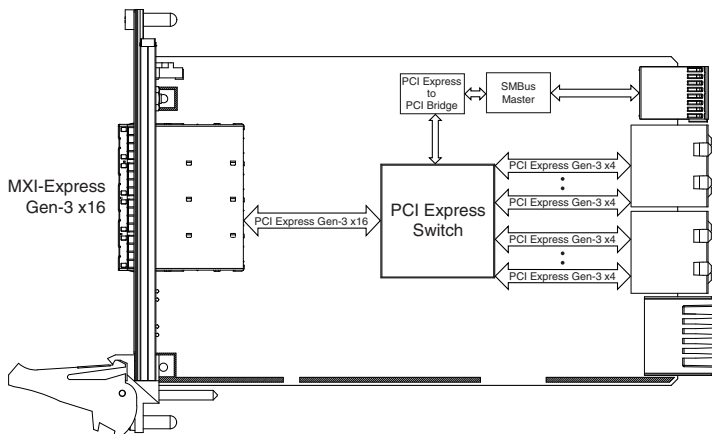 PCI Express
to
PCI Bridge
SMBus
Master
MXI-Express
Gen-3 x16
PCI Express Gen-3 x16
PCI Express
Switch
PCI Express Gen-3 x4
PCI Express Gen-3 x4
PCI Express Gen-3 x4
PCI Express Gen-3 x4